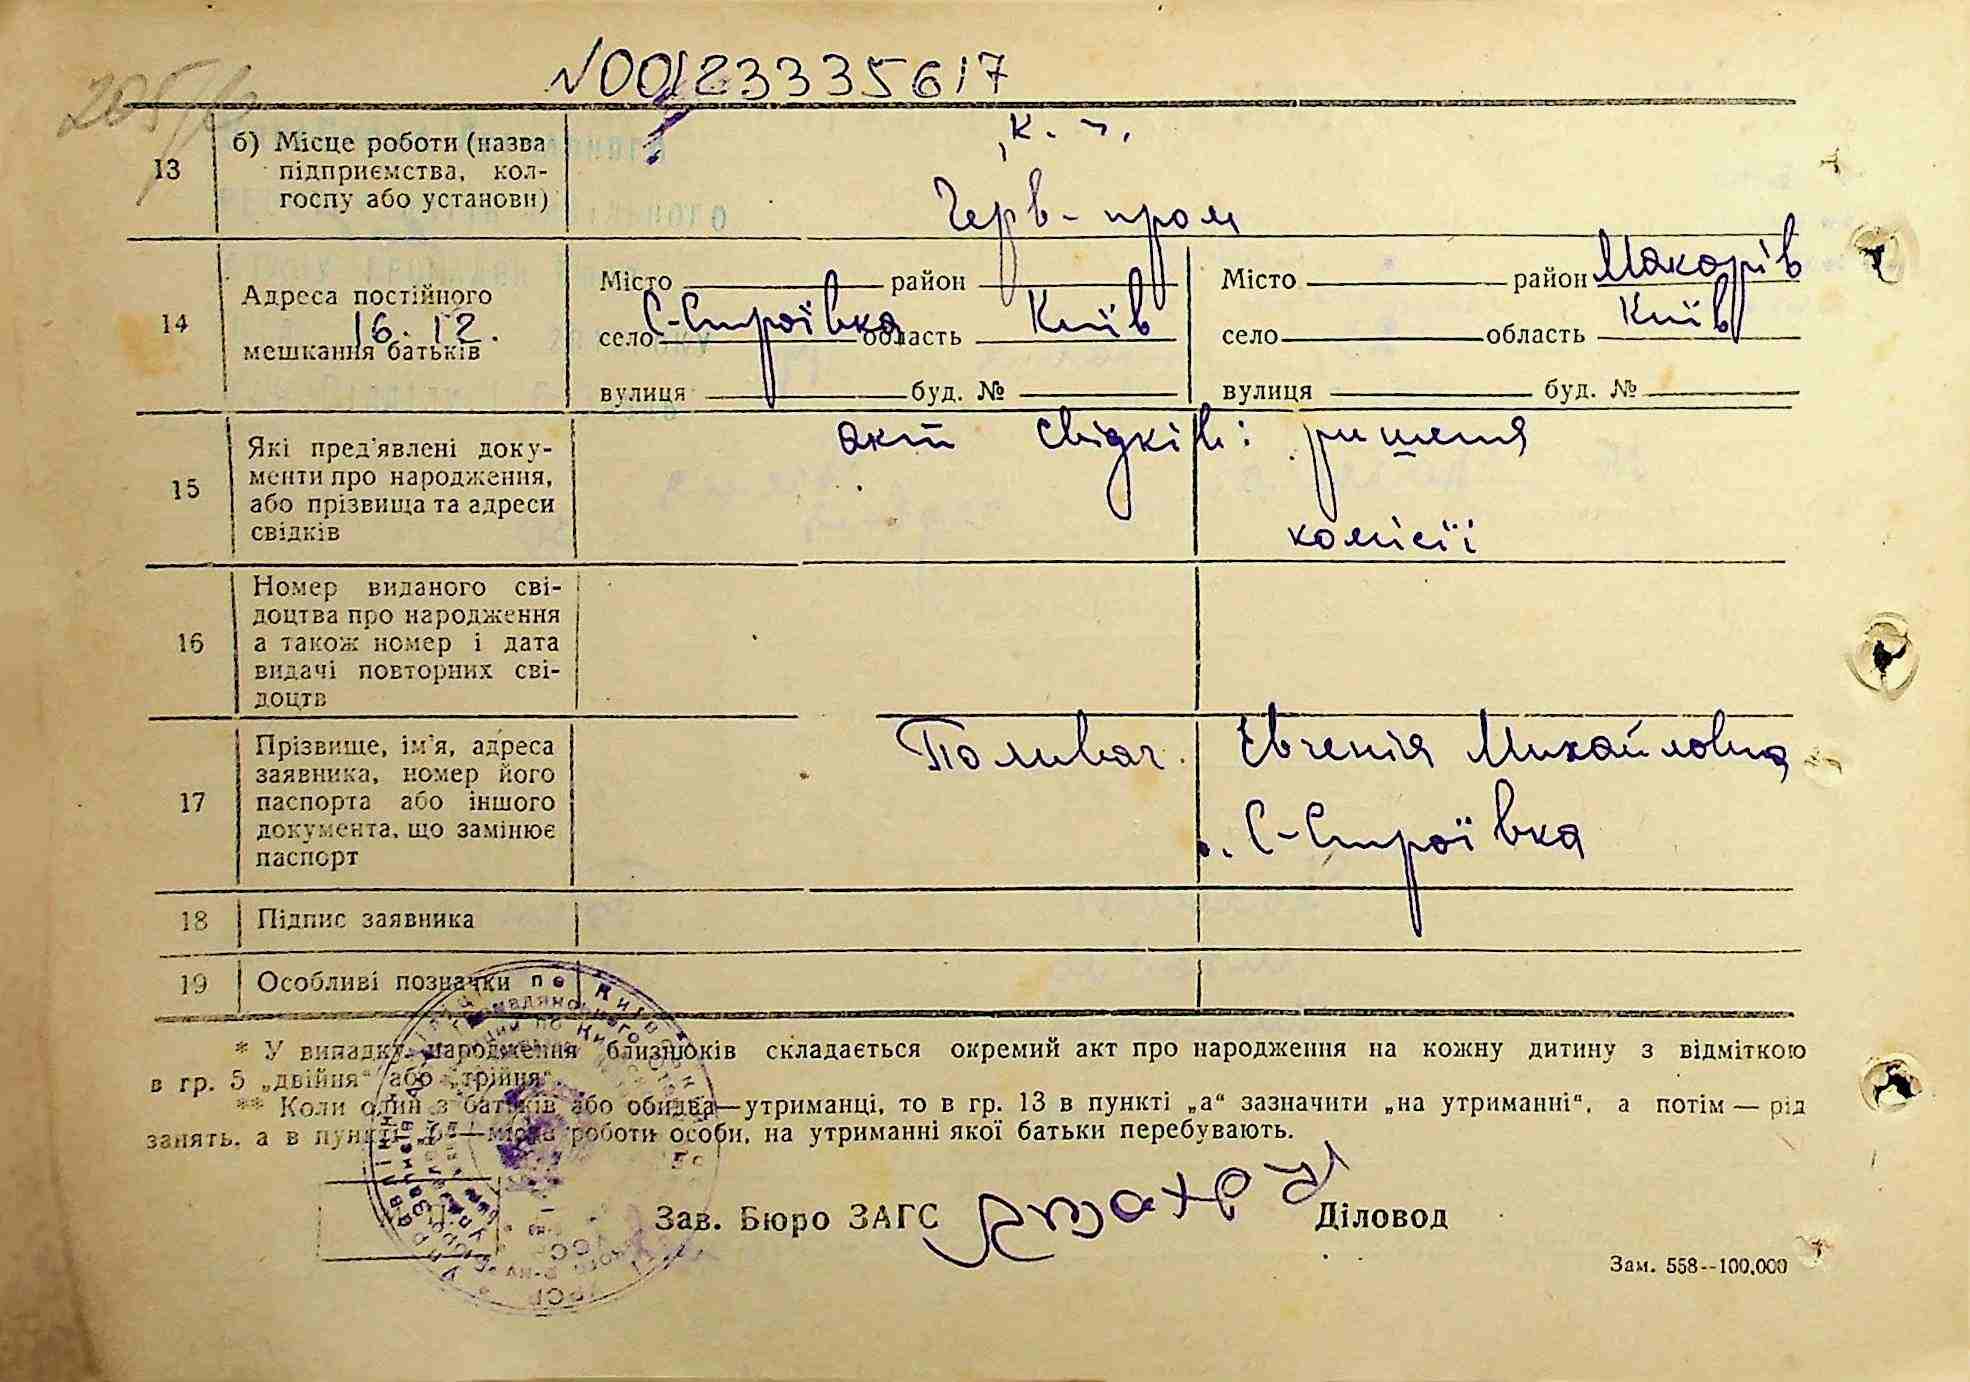 205/6
№00123335617
13
б) Місце роботи (назва
підприємства, кол-
госпу або установи)
к. г.
Черв-пром
14
Адреса постійного
16.12.
мешкання батьків
Місто район
село С-Строївка область Київ
вулиця буд. №
Місто район Макарів
село область Київ
вулиця буд. №
15
Які пред'явлені доку-
менти про народження,
або прізвища та адреси
свідків
акт свідків: ришення
комісії
16
Номер виданого сві-
доцтва про народження
а також номер і дата
видачі повторних сві-
доцтв
17
Прізвище, ім'я, адреса
заявника, номер його
паспорта або іншого
документа, що замінює
паспорт
Поливач Євгенія Михайловна
С-Строївка
18
Підпис заявника
19
Особливі позначки
* У випадку народження близнюків складається окремий акт про народження на кожну дитину з відміткою
в гр. 5 „двійня“ або „трійня“.
** Коли один з батьків або обидва—утриманці, то в гр. 13 в пункті „а“ зазначити „на утриманні“, а потім — рід
занять, а в пункті „б“—місце роботи особи, на утриманні якої батьки перебувають.
Зав. Бюро ЗАГС
Діловод
Зам. 558--100,000